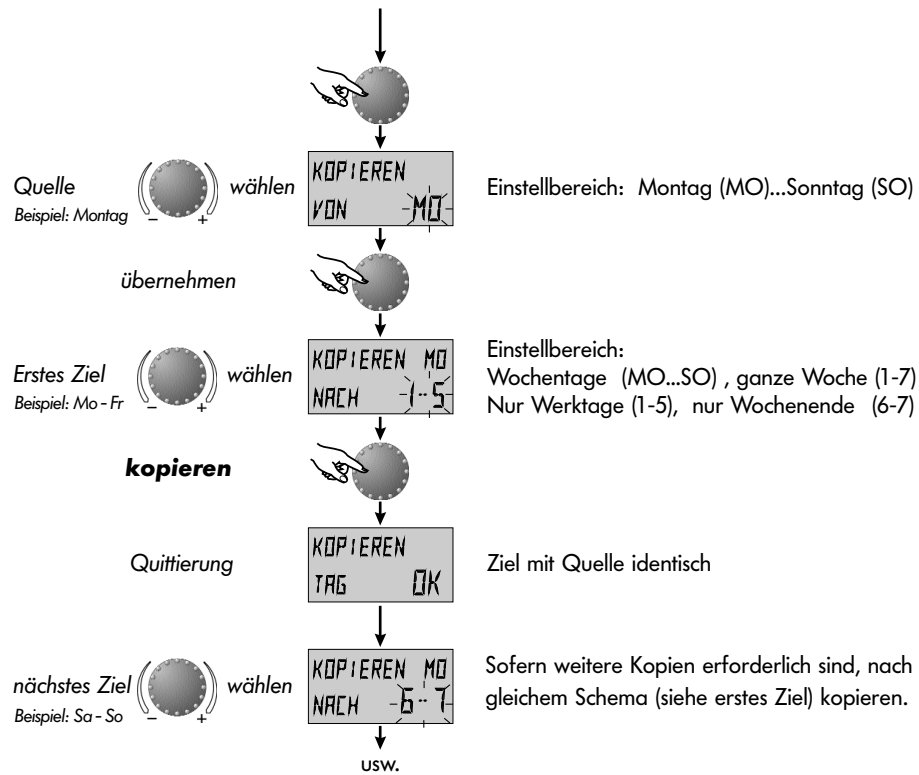 KOPIEREN
Quelle wählen
Einstellbereich: Montag (MO)...Sonntag (SO)
Beispiel: Montag
- +
VON MO
übernehmen
KOPIEREN MO
Einstellbereich:
Erstes Ziel wählen
Wochentage (MO...SO) , ganze Woche (1-7)
Beispiel: Mo - Fr
- +
NACH 1-5
Nur Werktage (1-5), nur Wochenende (6-7)
kopieren
KOPIEREN
Quittierung
Ziel mit Quelle identisch
TAG OK
KOPIEREN MO
Sofern weitere Kopien erforderlich sind, nach
nächstes Ziel wählen
gleichem Schema (siehe erstes Ziel) kopieren.
Beispiel: Sa - So
- +
NACH 6-7
usw.